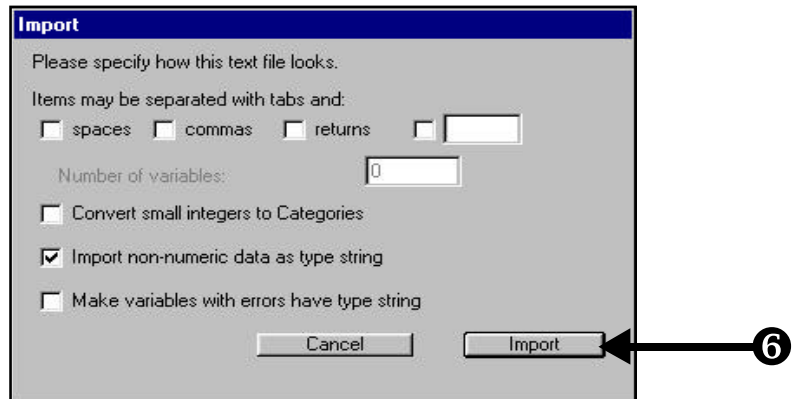 Import
Please specify how this text file looks.
Items may be separated with tabs and:
spaces commas returns
Number of variables: 0
Convert small integers to Categories
Import non-numeric data as type string
Make variables with errors have type string
Cancel Import ❻